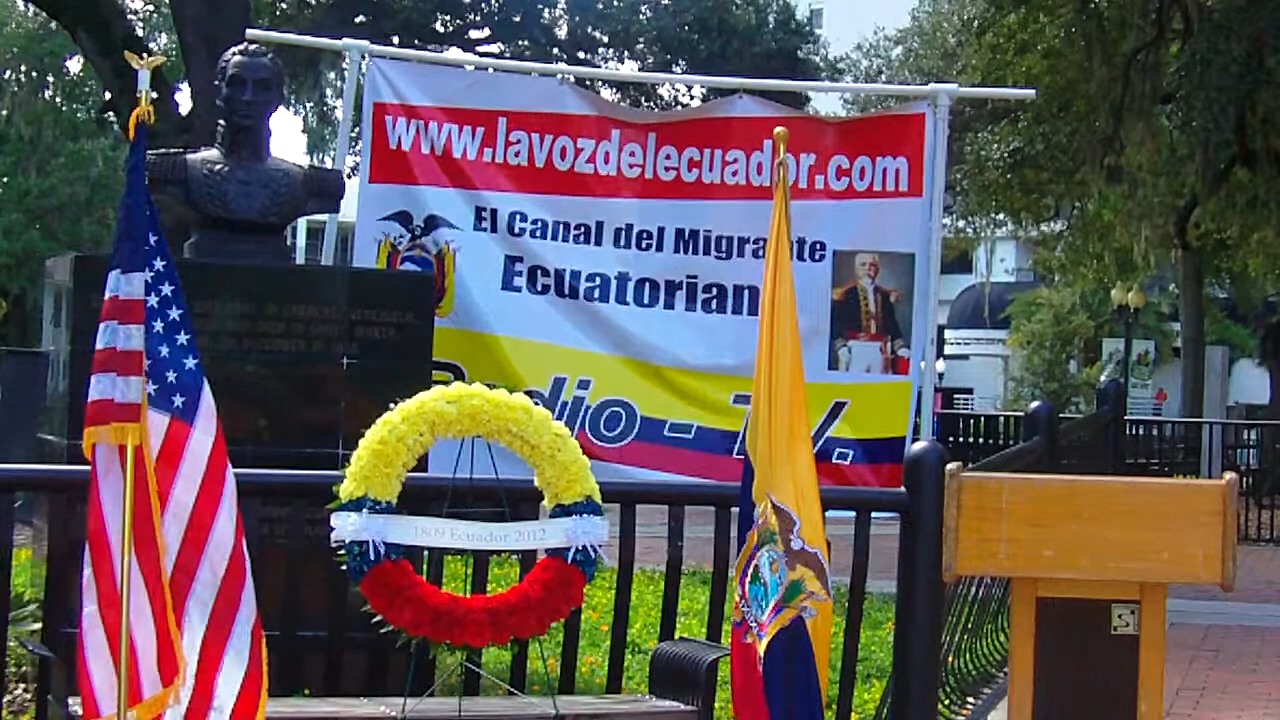 www.lavozdelecuador.com
El Canal del Migrante
Ecuatorian
Radio - T.V.
1809 Ecuador 2012